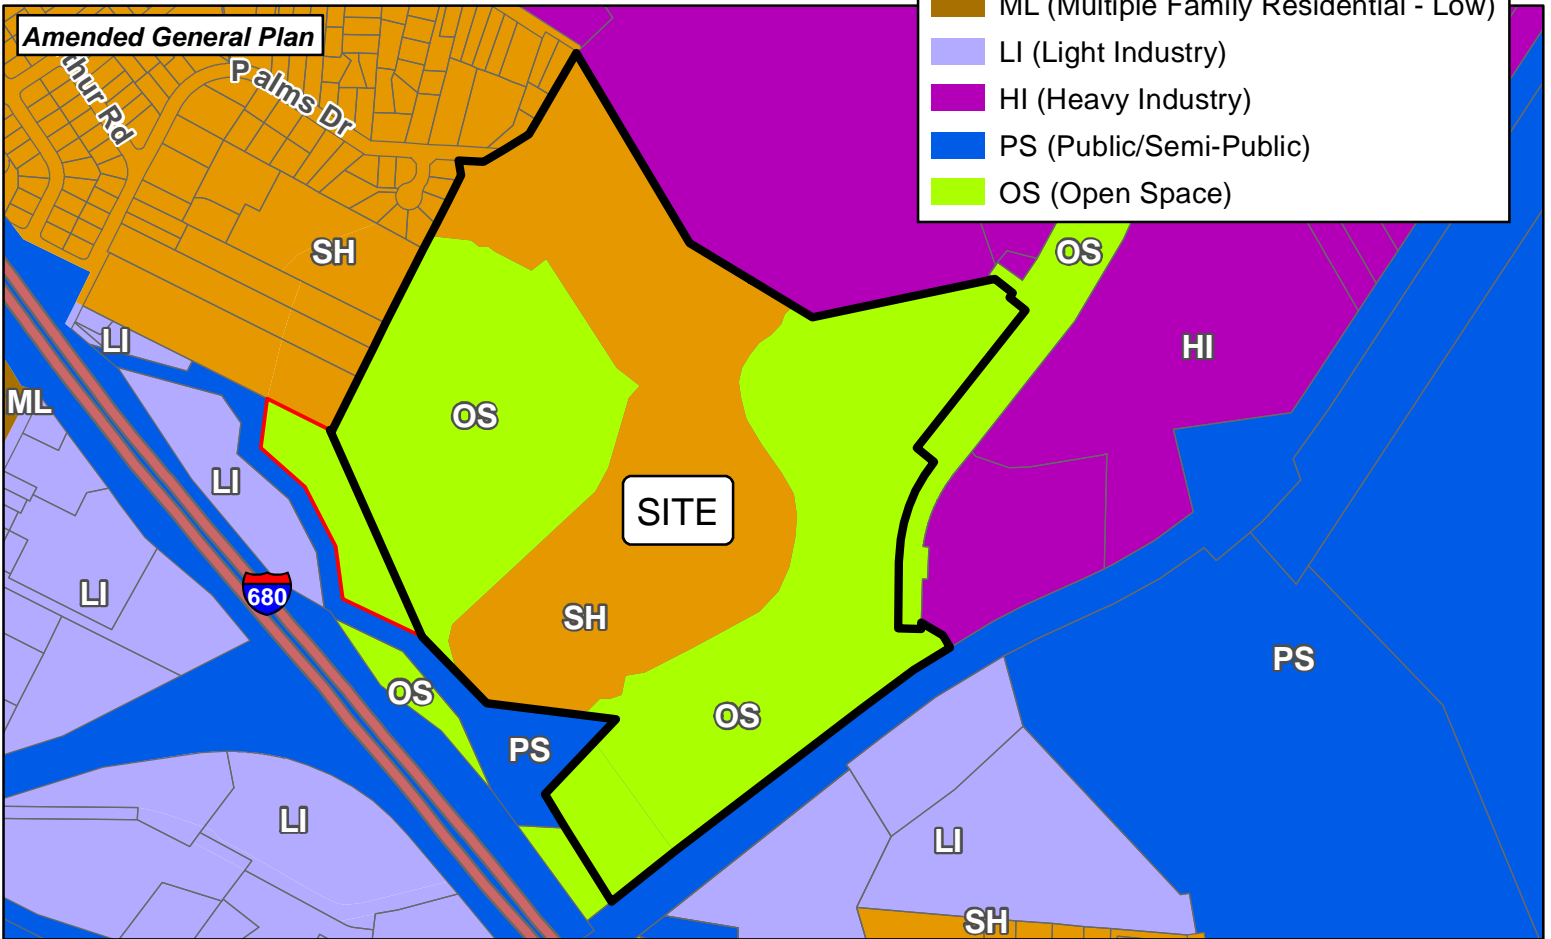 Amended General Plan
ML (Multiple Family Residential - Low)
LI (Light Industry)
HI (Heavy Industry)
PS (Public/Semi-Public)
OS (Open Space)
thur Rd
Palms Dr
SH
OS
LI
HI
ML
OS
LI
SITE
LI
680
SH
PS
OS
OS
PS
LI
LI
SH